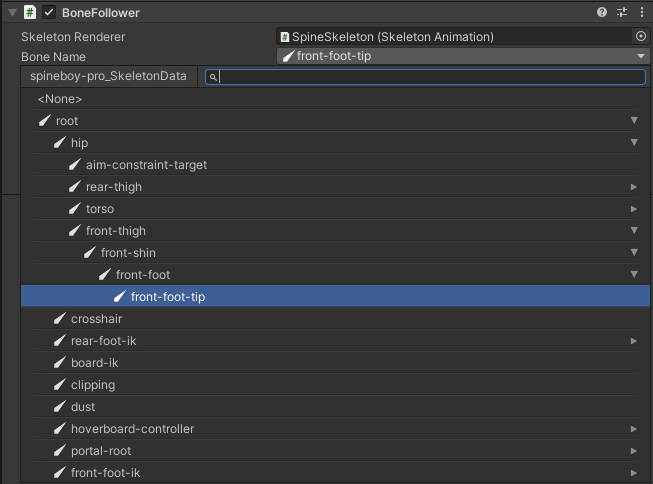 # BoneFollower
Skeleton Renderer
# SpineSkeleton (Skeleton Animation)
Bone Name
front-foot-tip
spineboy-pro_SkeletonData
<None>
root
hip
aim-constraint-target
rear-thigh
torso
front-thigh
front-shin
front-foot
front-foot-tip
crosshair
rear-foot-ik
board-ik
clipping
dust
hoverboard-controller
portal-root
front-foot-ik